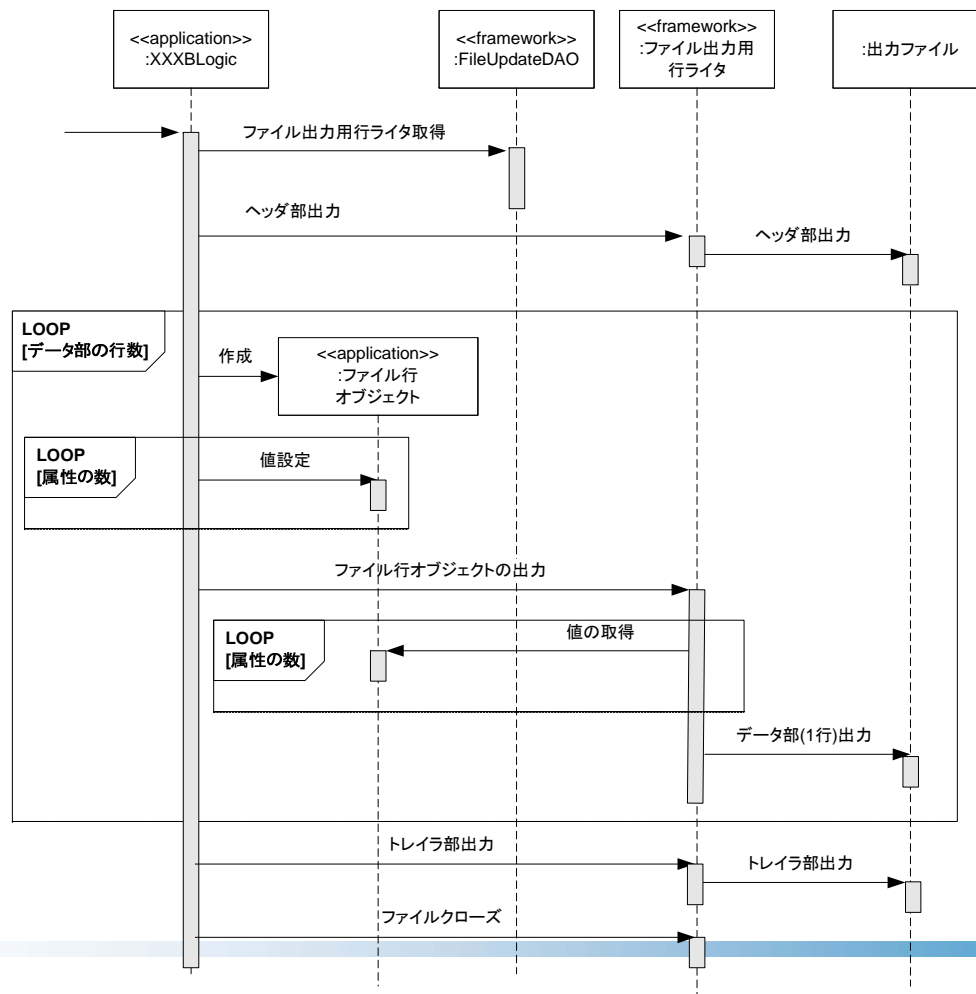 <<application>>
:XXXBLogic
<<framework>>
:FileUpdateDAO
<<framework>>
:ファイル出力用
行ライタ
:出力ファイル
ファイル出力用行ライタ取得
ヘッダ部出力
ヘッダ部出力
LOOP
[データ部の行数]
作成
<<application>>
:ファイル行
オブジェクト
LOOP
[属性の数]
値設定
ファイル行オブジェクトの出力
LOOP
[属性の数]
値の取得
データ部(1行)出力
トレイラ部出力
トレイラ部出力
ファイルクローズ